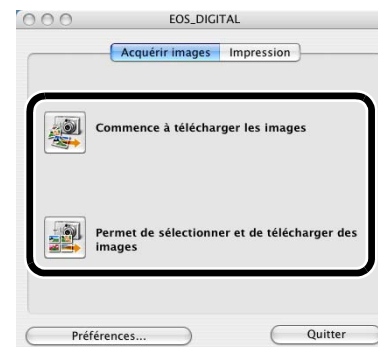 EOS_DIGITAL
Acquérir images Impression
Commence à télécharger les images
Permet de sélectionner et de télécharger des
images
Préférences... Quitter